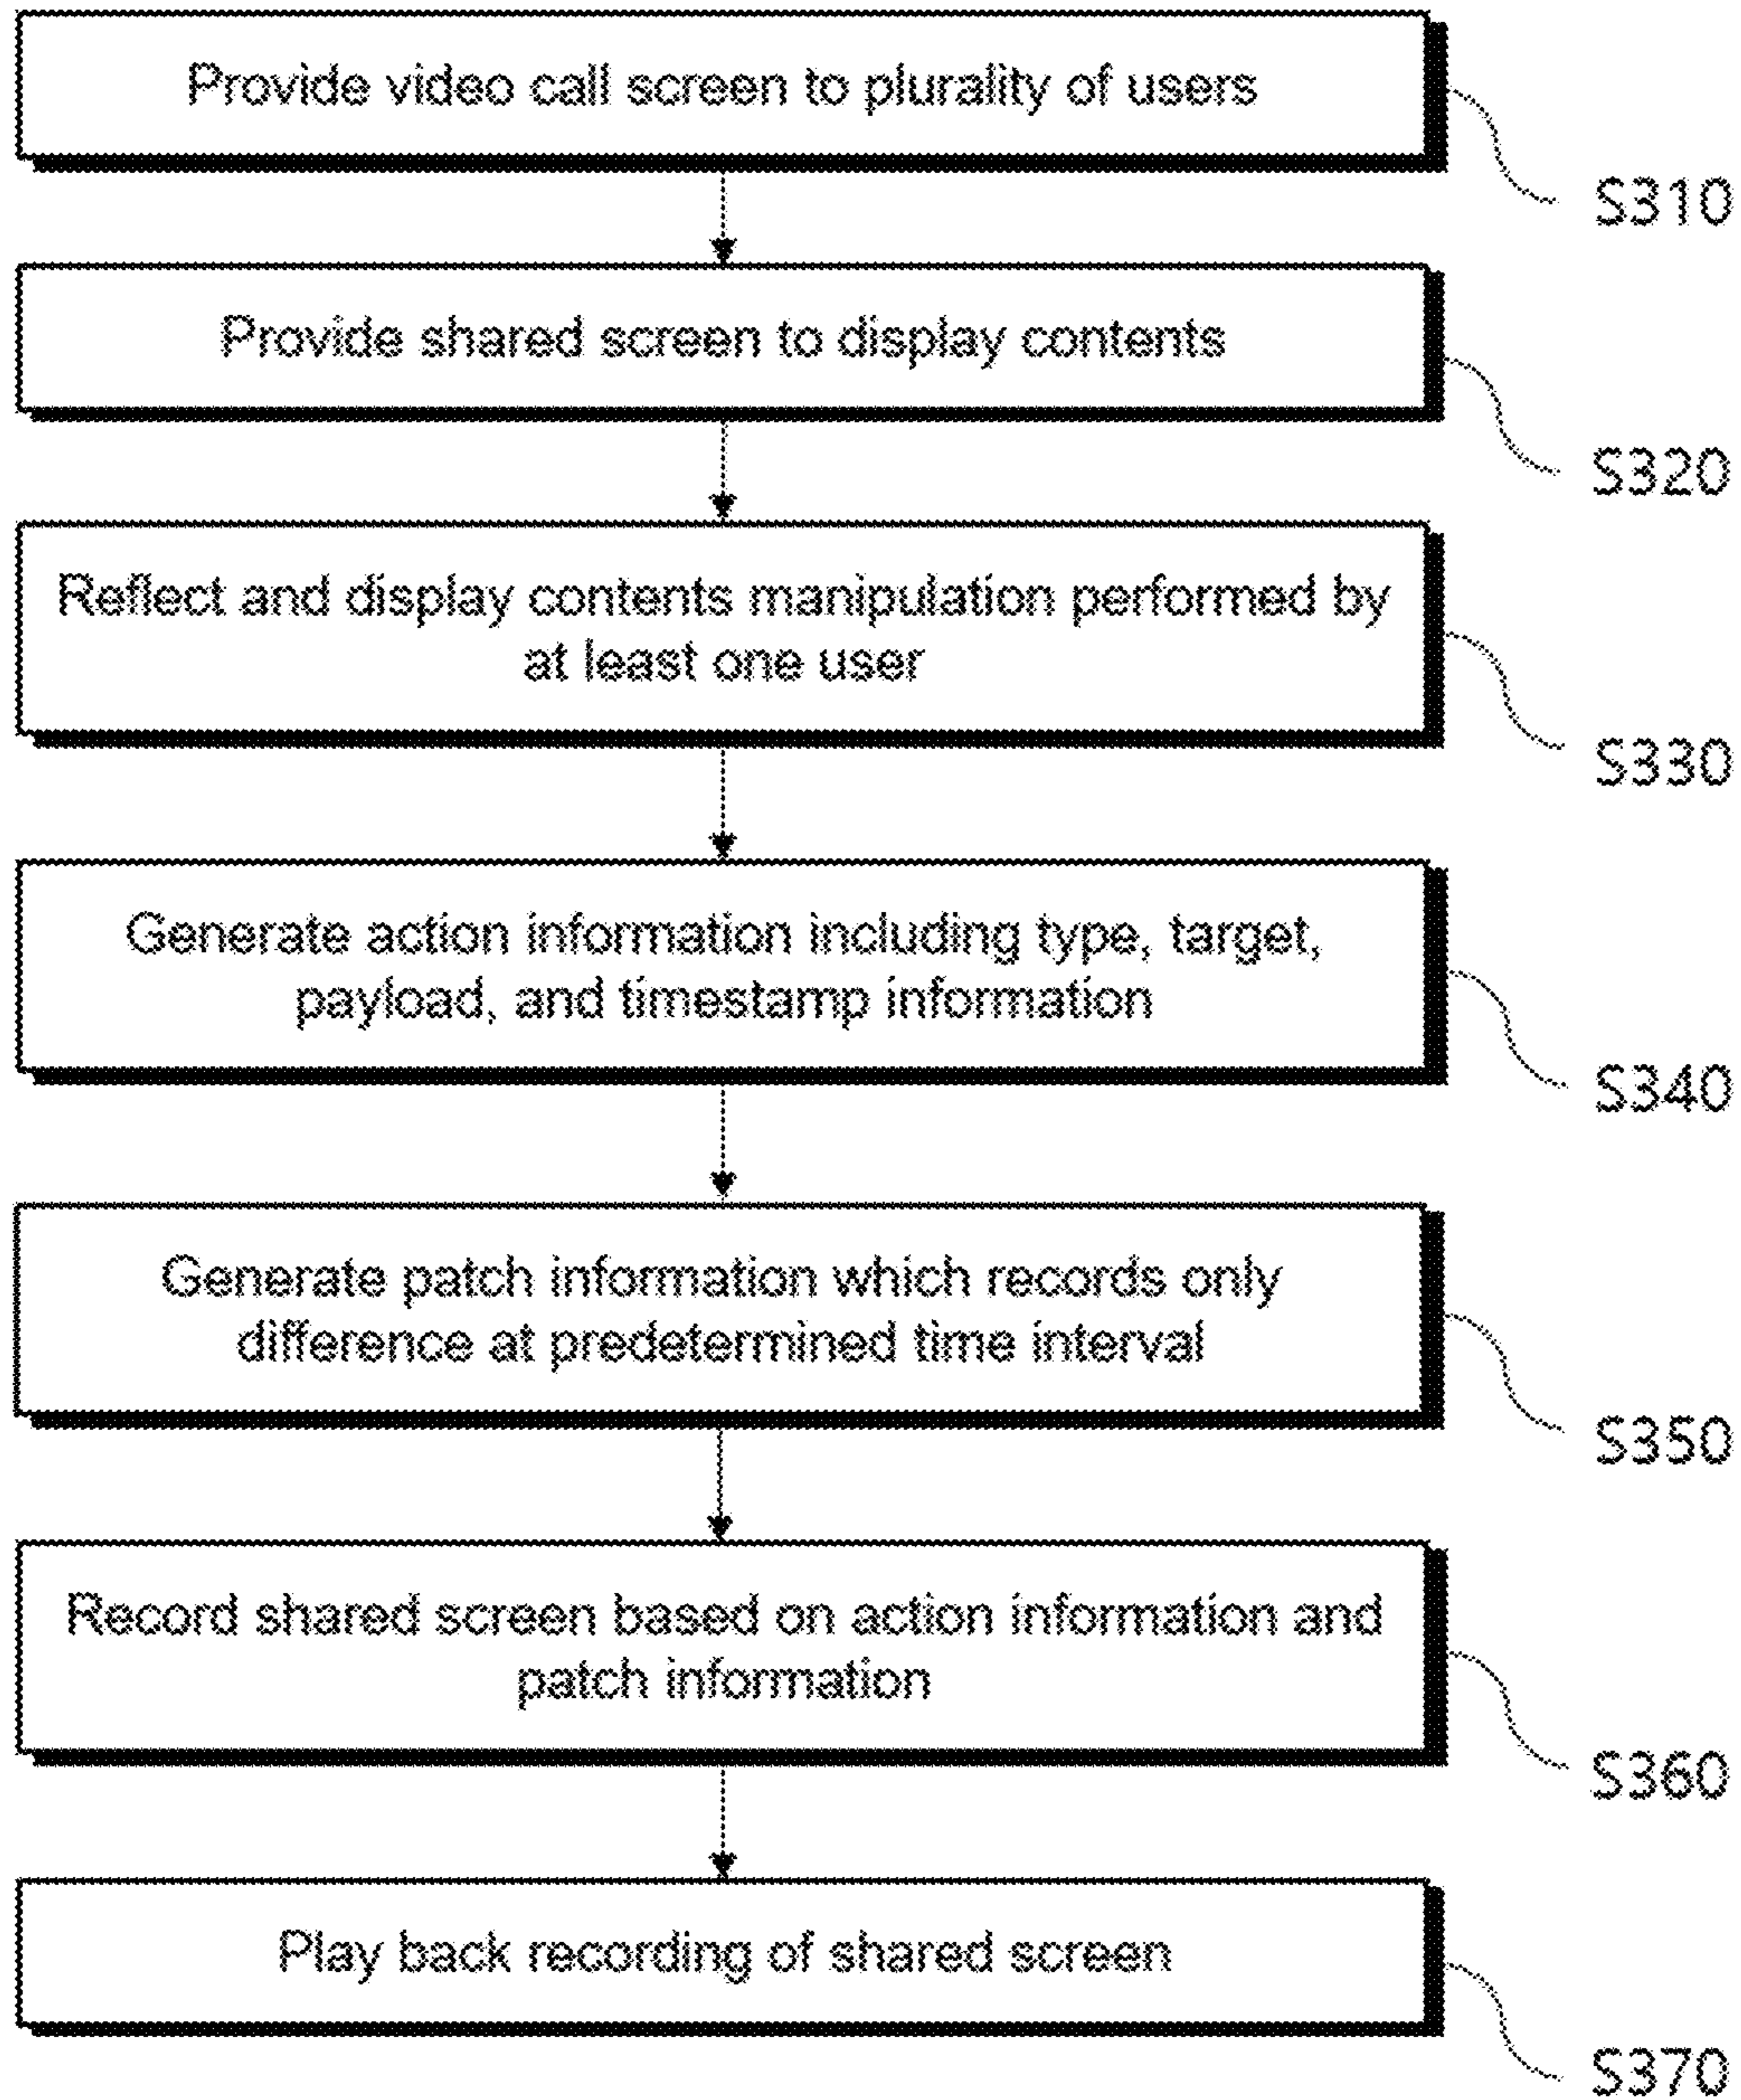 Provide video call screen to plurality of users
S310
Provide shared screen to display contents
S320
Reflect and display contents manipulation performed by
at least one user
S330
Generate action information including type, target,
payload, and timestamp information
S340
Generate patch information which records only
difference at predetermined time interval
S350
Record shared screen based on action information and
patch information
S360
Play back recording of shared screen
S370